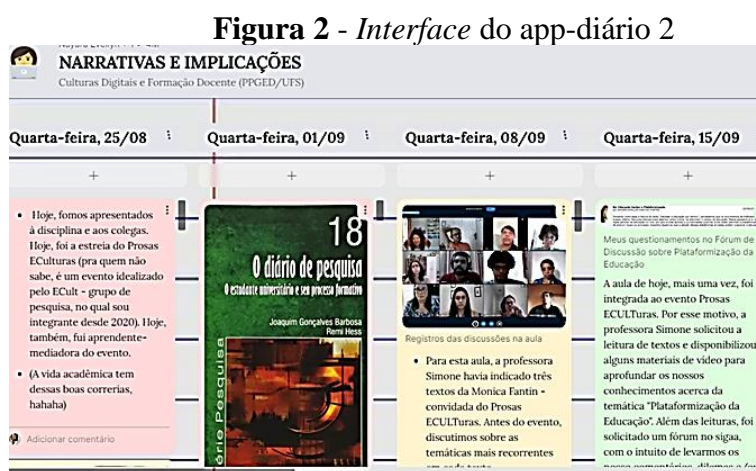 Figura 2 - Interface do app-diário 2
NARRATIVAS E IMPLICAÇÕES
Culturas Digitais e Formação Docente (PPGED/UFS)
Quarta-feira, 25/08
Quarta-feira, 01/09
Quarta-feira, 08/09
Quarta-feira, 15/09
+
+
+
+
• Hoje, fomos apresentados
à disciplina e aos colegas.
Hoje, foi a estreia do Prosas
ECulturas (pra quem não
sabe, é um evento idealizado
pelo ECult - grupo de
pesquisa, no qual sou
integrante desde 2020). Hoje,
também, fui aprendente-
mediadora do evento.
• (A vida acadêmica tem
dessas boas correrias,
hahaha)
Adicionar comentário
18
O diário de pesquisa
O estudante universitário e seu processo formativo
Joaquim Gonçalves Barbosa
Remi Hess
Série Pesquisa
Registros das discussões na aula
• Para esta aula, a professora
Simone havia indicado três
textos da Monica Fantin -
convidada do Prosas
ECULTuras. Antes do evento,
discutimos sobre as
temáticas mais recorrentes
em cada texto
Meus questionamentos no Fórum de
Discussão sobre Plataformização da
Educação
A aula de hoje, mais uma vez, foi
integrada ao evento Prosas
ECULTuras. Por esse motivo, a
professora Simone solicitou a
leitura de textos e disponibilizou
alguns materiais de vídeo para
aprofundar os nossos
conhecimentos acerca da
temática "Plataformização da
Educação". Além das leituras, foi
solicitado um fórum no sigaa,
com o intuito de levarmos os